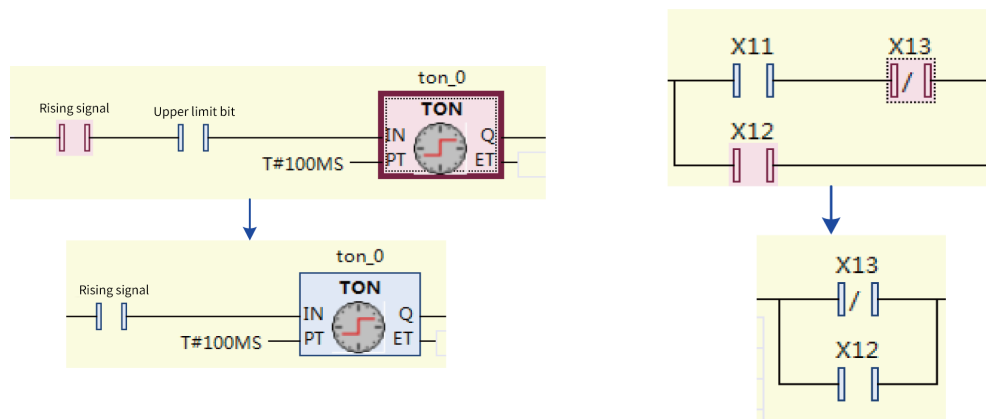 ton_0
Rising signal
Upper limit bit
TON
IN
Q
T#100MS
PT
ET
ton_0
Rising signal
TON
IN
Q
T#100MS
PT
ET
X11
X13
/
X12
X13
/
X12